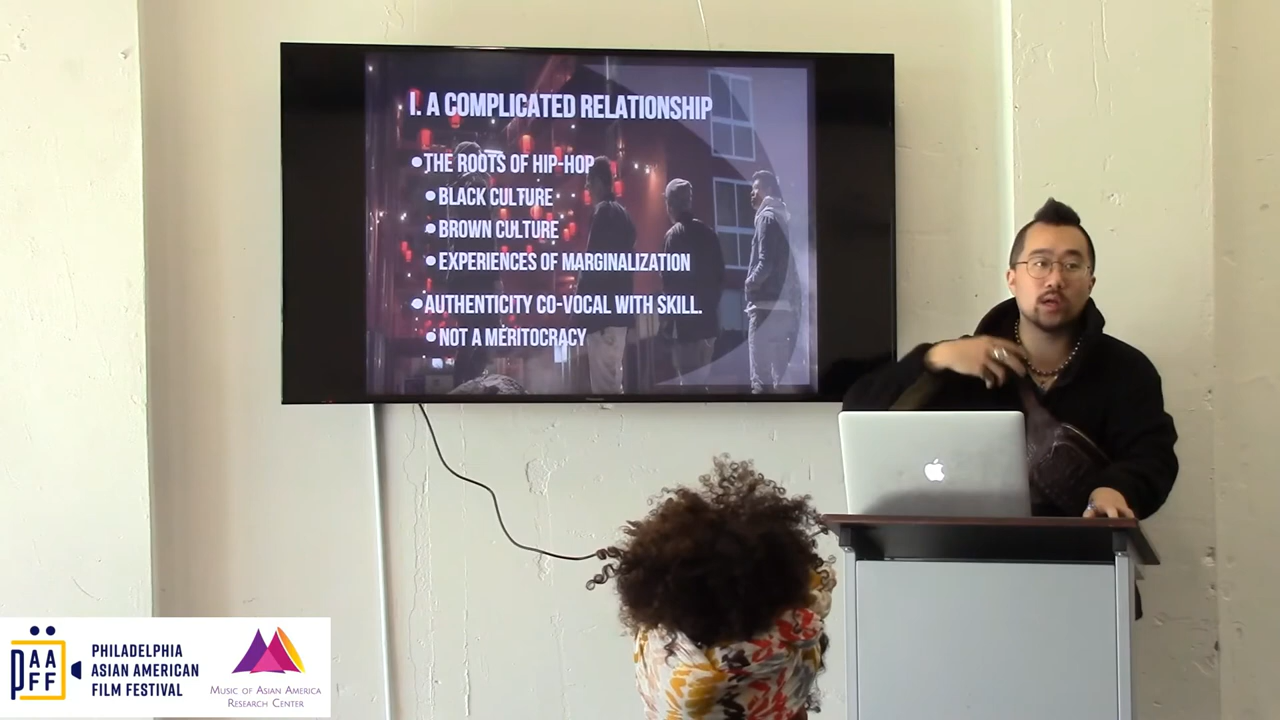 I. A COMPLICATED RELATIONSHIP
•THE ROOTS OF HIP-HOP
•BLACK CULTURE
•BROWN CULTURE
•EXPERIENCES OF MARGINALIZATION
•AUTHENTICITY CO-VOCAL WITH SKILL.
•NOT A MERITOCRACY
PAAFF
PHILADELPHIA
ASIAN AMERICAN
FILM FESTIVAL
MUSIC OF ASIAN AMERICA
RESEARCH CENTER